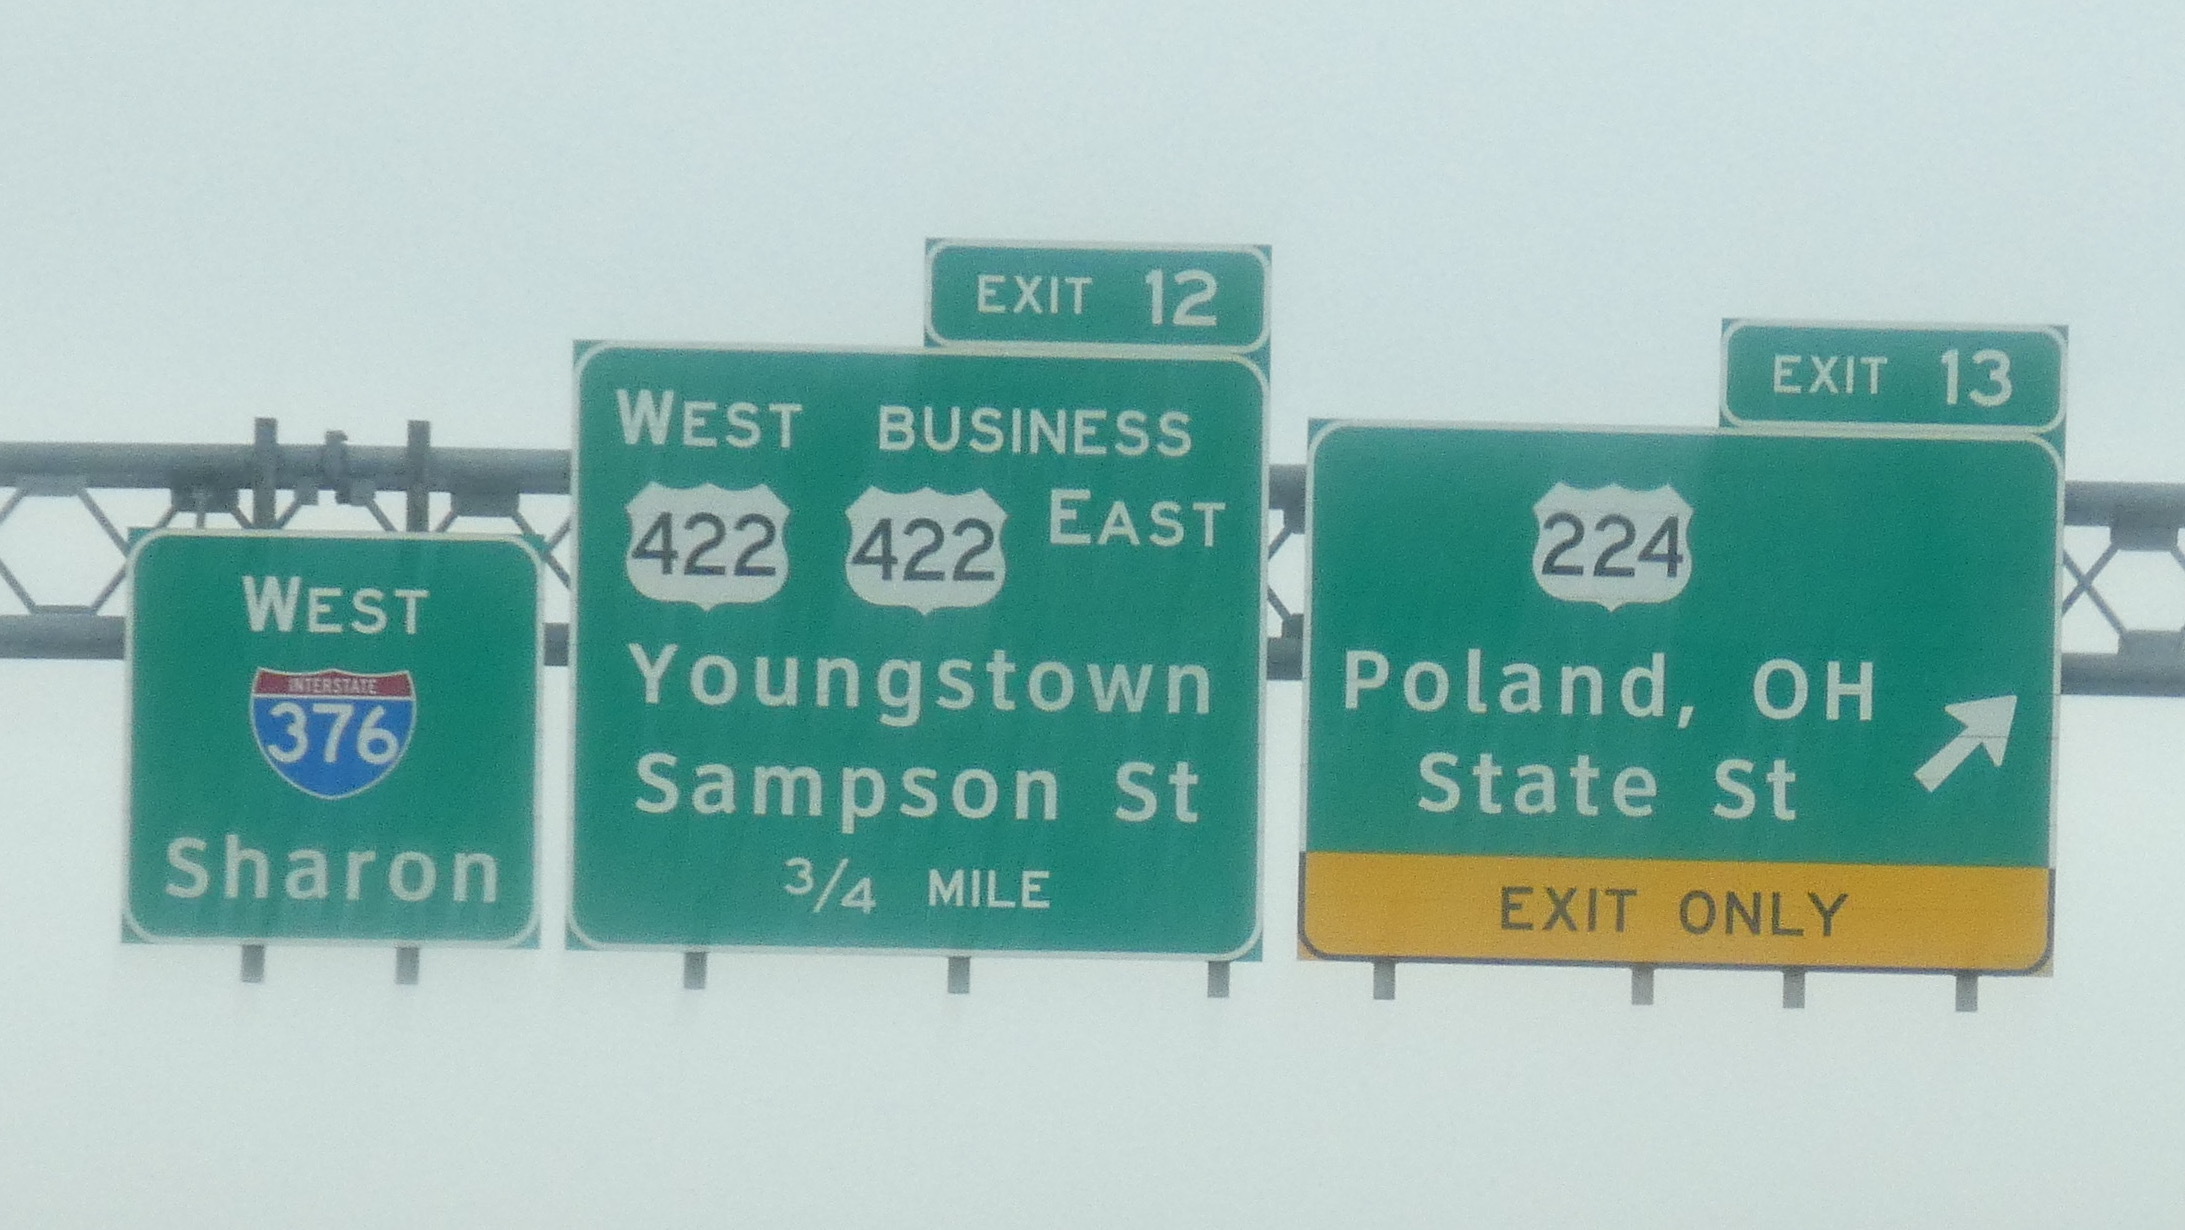 WEST
INTERSTATE
376
Sharon
EXIT 12
WEST BUSINESS
422 422 EAST
Youngstown
Sampson St
3/4 MILE
EXIT 13
224
Poland, OH
State St
EXIT ONLY